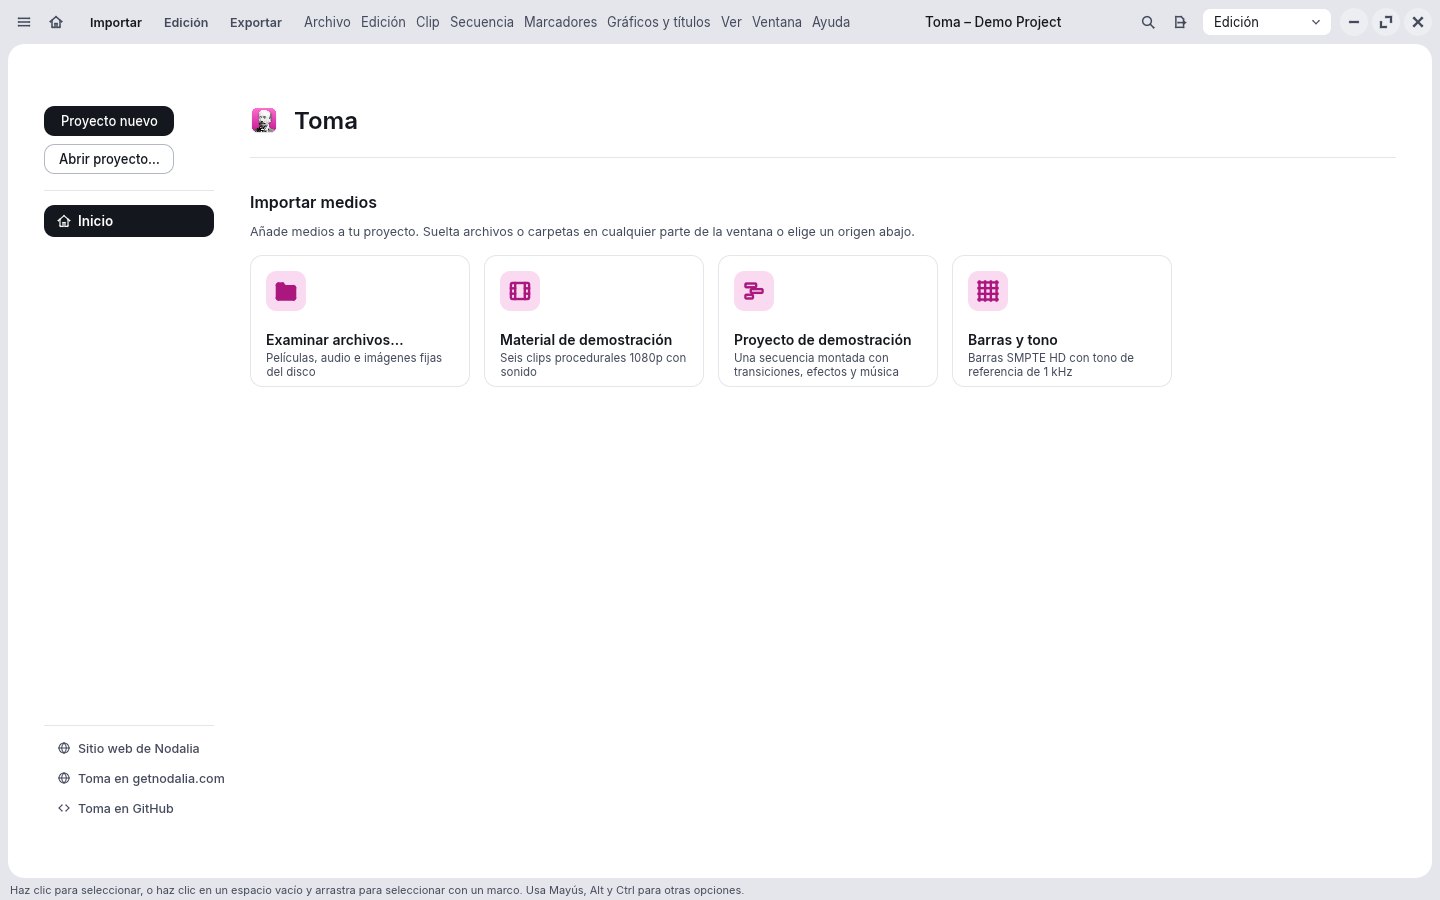 Importar Edición Exportar Archivo Edición Clip Secuencia Marcadores Gráficos y títulos Ver Ventana Ayuda Toma – Demo Project Edición
Proyecto nuevo
Abrir proyecto...
Inicio
Toma
Importar medios
Añade medios a tu proyecto. Suelta archivos o carpetas en cualquier parte de la ventana o elige un origen abajo.
Examinar archivos...
Películas, audio e imágenes fijas
del disco
Material de demostración
Seis clips procedurales 1080p con
sonido
Proyecto de demostración
Una secuencia montada con
transiciones, efectos y música
Barras y tono
Barras SMPTE HD con tono de
referencia de 1 kHz
Sitio web de Nodalia
Toma en getnodalia.com
Toma en GitHub
Haz clic para seleccionar, o haz clic en un espacio vacío y arrastra para seleccionar con un marco. Usa Mayús, Alt y Ctrl para otras opciones.